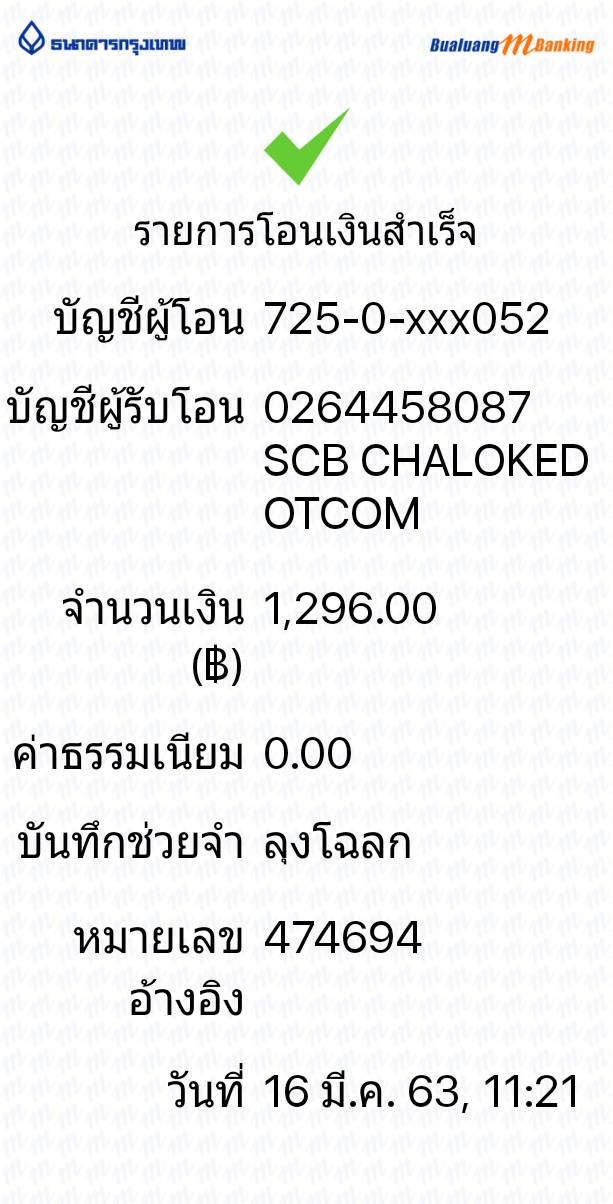 ธนาคารกรุงเทพ Bualuang mBanking
รายการโอนเงินสำเร็จ
บัญชีผู้โอน 725-0-xxx052
บัญชีผู้รับโอน 0264458087
SCB CHALOKED
OTCOM
จำนวนเงิน 1,296.00
(฿)
ค่าธรรมเนียม 0.00
บันทึกช่วยจำ ลุงโฉลก
หมายเลข 474694
อ้างอิง
วันที่ 16 มี.ค. 63, 11:21